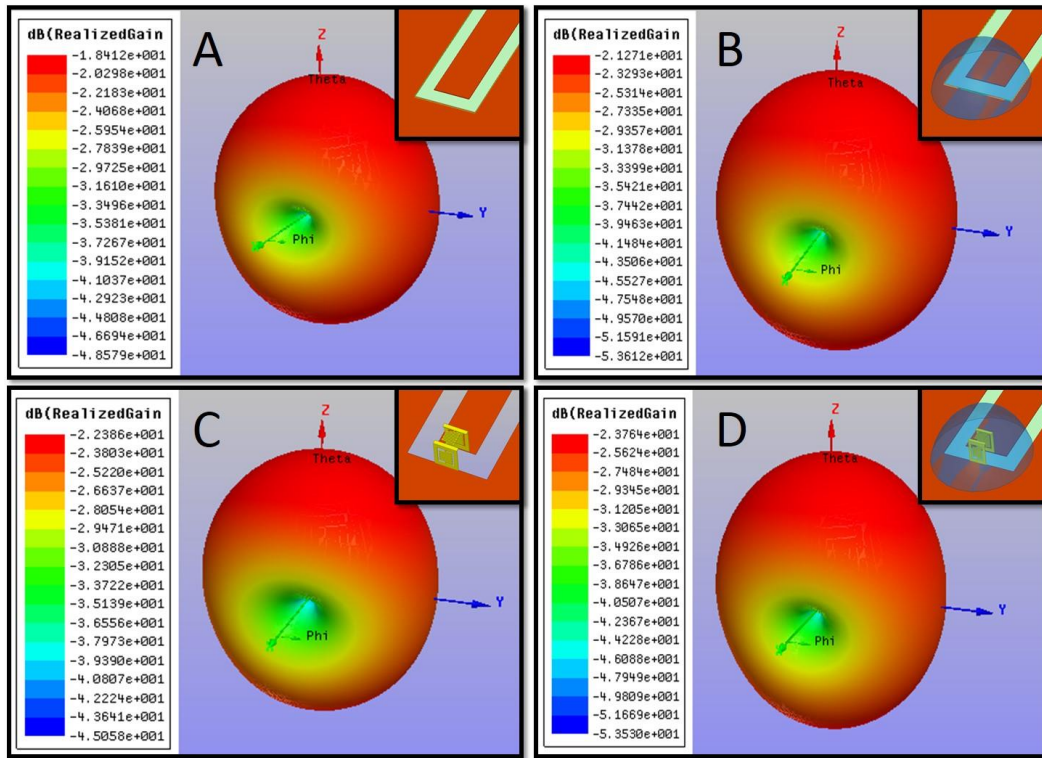 dB(RealizedGain
-1.8412e+001
-2.0298e+001
-2.2183e+001
-2.4068e+001
-2.5954e+001
-2.7839e+001
-2.9725e+001
-3.1610e+001
-3.3496e+001
-3.5381e+001
-3.7267e+001
-3.9152e+001
-4.1037e+001
-4.2923e+001
-4.4808e+001
-4.6694e+001
-4.8579e+001
A
Z
Theta
Y
Phi
dB(RealizedGain
-2.1271e+001
-2.3293e+001
-2.5314e+001
-2.7335e+001
-2.9357e+001
-3.1378e+001
-3.3399e+001
-3.5421e+001
-3.7442e+001
-3.9463e+001
-4.1484e+001
-4.3506e+001
-4.5527e+001
-4.7548e+001
-4.9570e+001
-5.1591e+001
-5.3612e+001
B
Z
Theta
Y
Phi
dB(RealizedGain
-2.2386e+001
-2.3803e+001
-2.5220e+001
-2.6637e+001
-2.8054e+001
-2.9471e+001
-3.0888e+001
-3.2305e+001
-3.3722e+001
-3.5139e+001
-3.6556e+001
-3.7973e+001
-3.9390e+001
-4.0807e+001
-4.2224e+001
-4.3641e+001
-4.5058e+001
C
Z
Theta
Y
Phi
dB(RealizedGain
-2.3764e+001
-2.5624e+001
-2.7484e+001
-2.9345e+001
-3.1205e+001
-3.3065e+001
-3.4926e+001
-3.6786e+001
-3.8647e+001
-4.0507e+001
-4.2367e+001
-4.4228e+001
-4.6088e+001
-4.7949e+001
-4.9809e+001
-5.1669e+001
-5.3530e+001
D
Z
Theta
Y
Phi